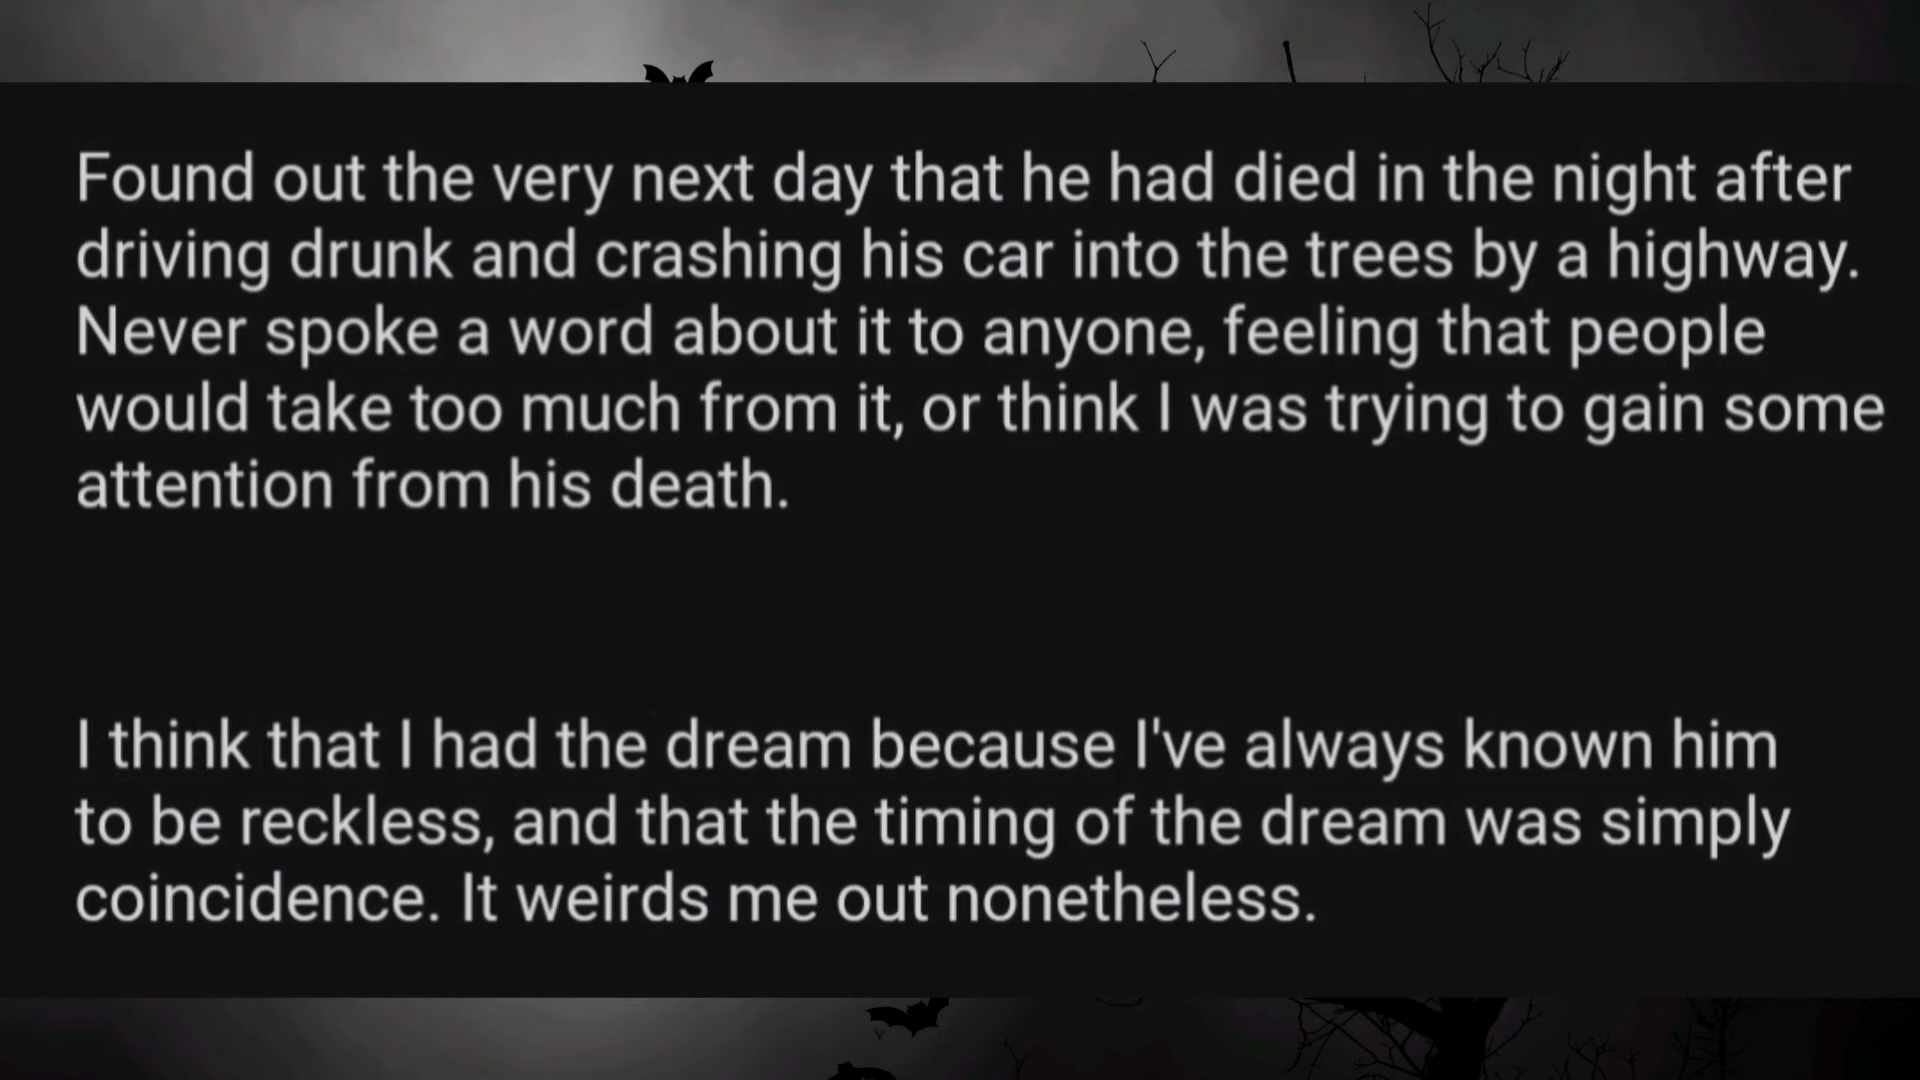 Found out the very next day that he had died in the night after
driving drunk and crashing his car into the trees by a highway.
Never spoke a word about it to anyone, feeling that people
would take too much from it, or think I was trying to gain some
attention from his death.
I think that I had the dream because I've always known him
to be reckless, and that the timing of the dream was simply
coincidence. It weirds me out nonetheless.